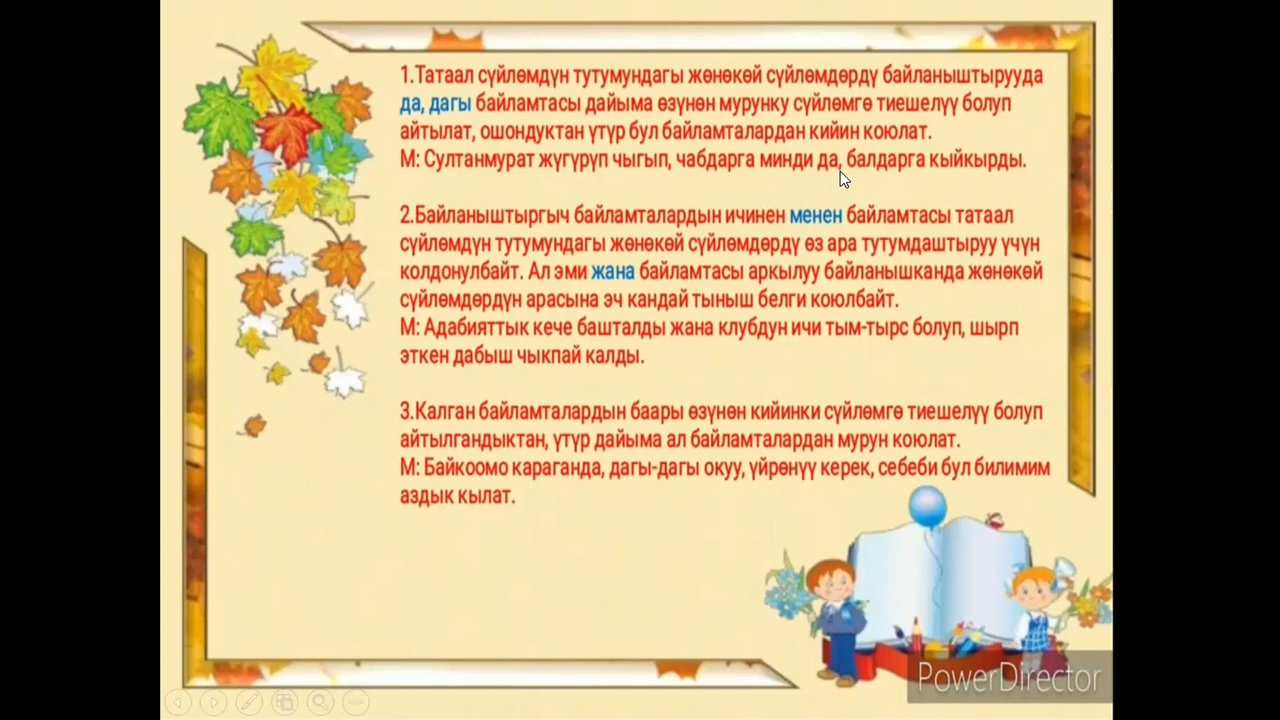 1.Татаал сүйлөмдүн тутумундагы жөнөкөй сүйлөмдөрдү байланыштырууда
да, дагы байламтасы дайыма өзүнөн мурунку сүйлөмгө тиешелүү болуп
айтылат, ошондуктан үтүр бул байламталардан кийин коюлат.
М: Султанмурат жүгүрүп чыгып, чабдарга минди да, балдарга кыйкырды.
2.Байланыштыргыч байламталардын ичинен менен байламтасы татаал
сүйлөмдүн тутумундагы жөнөкөй сүйлөмдөрдү өз ара тутумдаштыруу үчүн
колдонулбайт. Ал эми жана байламтасы аркылуу байланышканда жөнөкөй
сүйлөмдөрдүн арасына эч кандай тыныш белги коюлбайт.
М: Адабияттык кече башталды жана клубдун ичи тым-тырс болуп, шырп
эткен дабыш чыкпай калды.
3.Калган байламталардын баары өзүнөн кийинки сүйлөмгө тиешелүү болуп
айтылгандыктан, үтүр дайыма ал байламталардан мурун коюлат.
М: Байкоомо караганда, дагы-дагы окуу, үйрөнүү керек, себеби бул билимим
аздык кылат.
PowerDirector